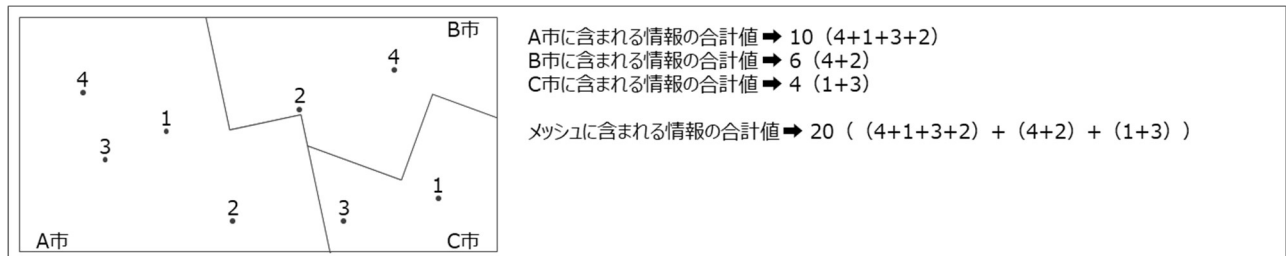 B市
4
4
2
1
3
1
2
3
A市
C市
A市に含まれる情報の合計値➡ 10（4+1+3+2）
B市に含まれる情報の合計値➡ 6（4+2）
C市に含まれる情報の合計値➡ 4（1+3）
メッシュに含まれる情報の合計値➡ 20（（4+1+3+2）+（4+2）+（1+3））